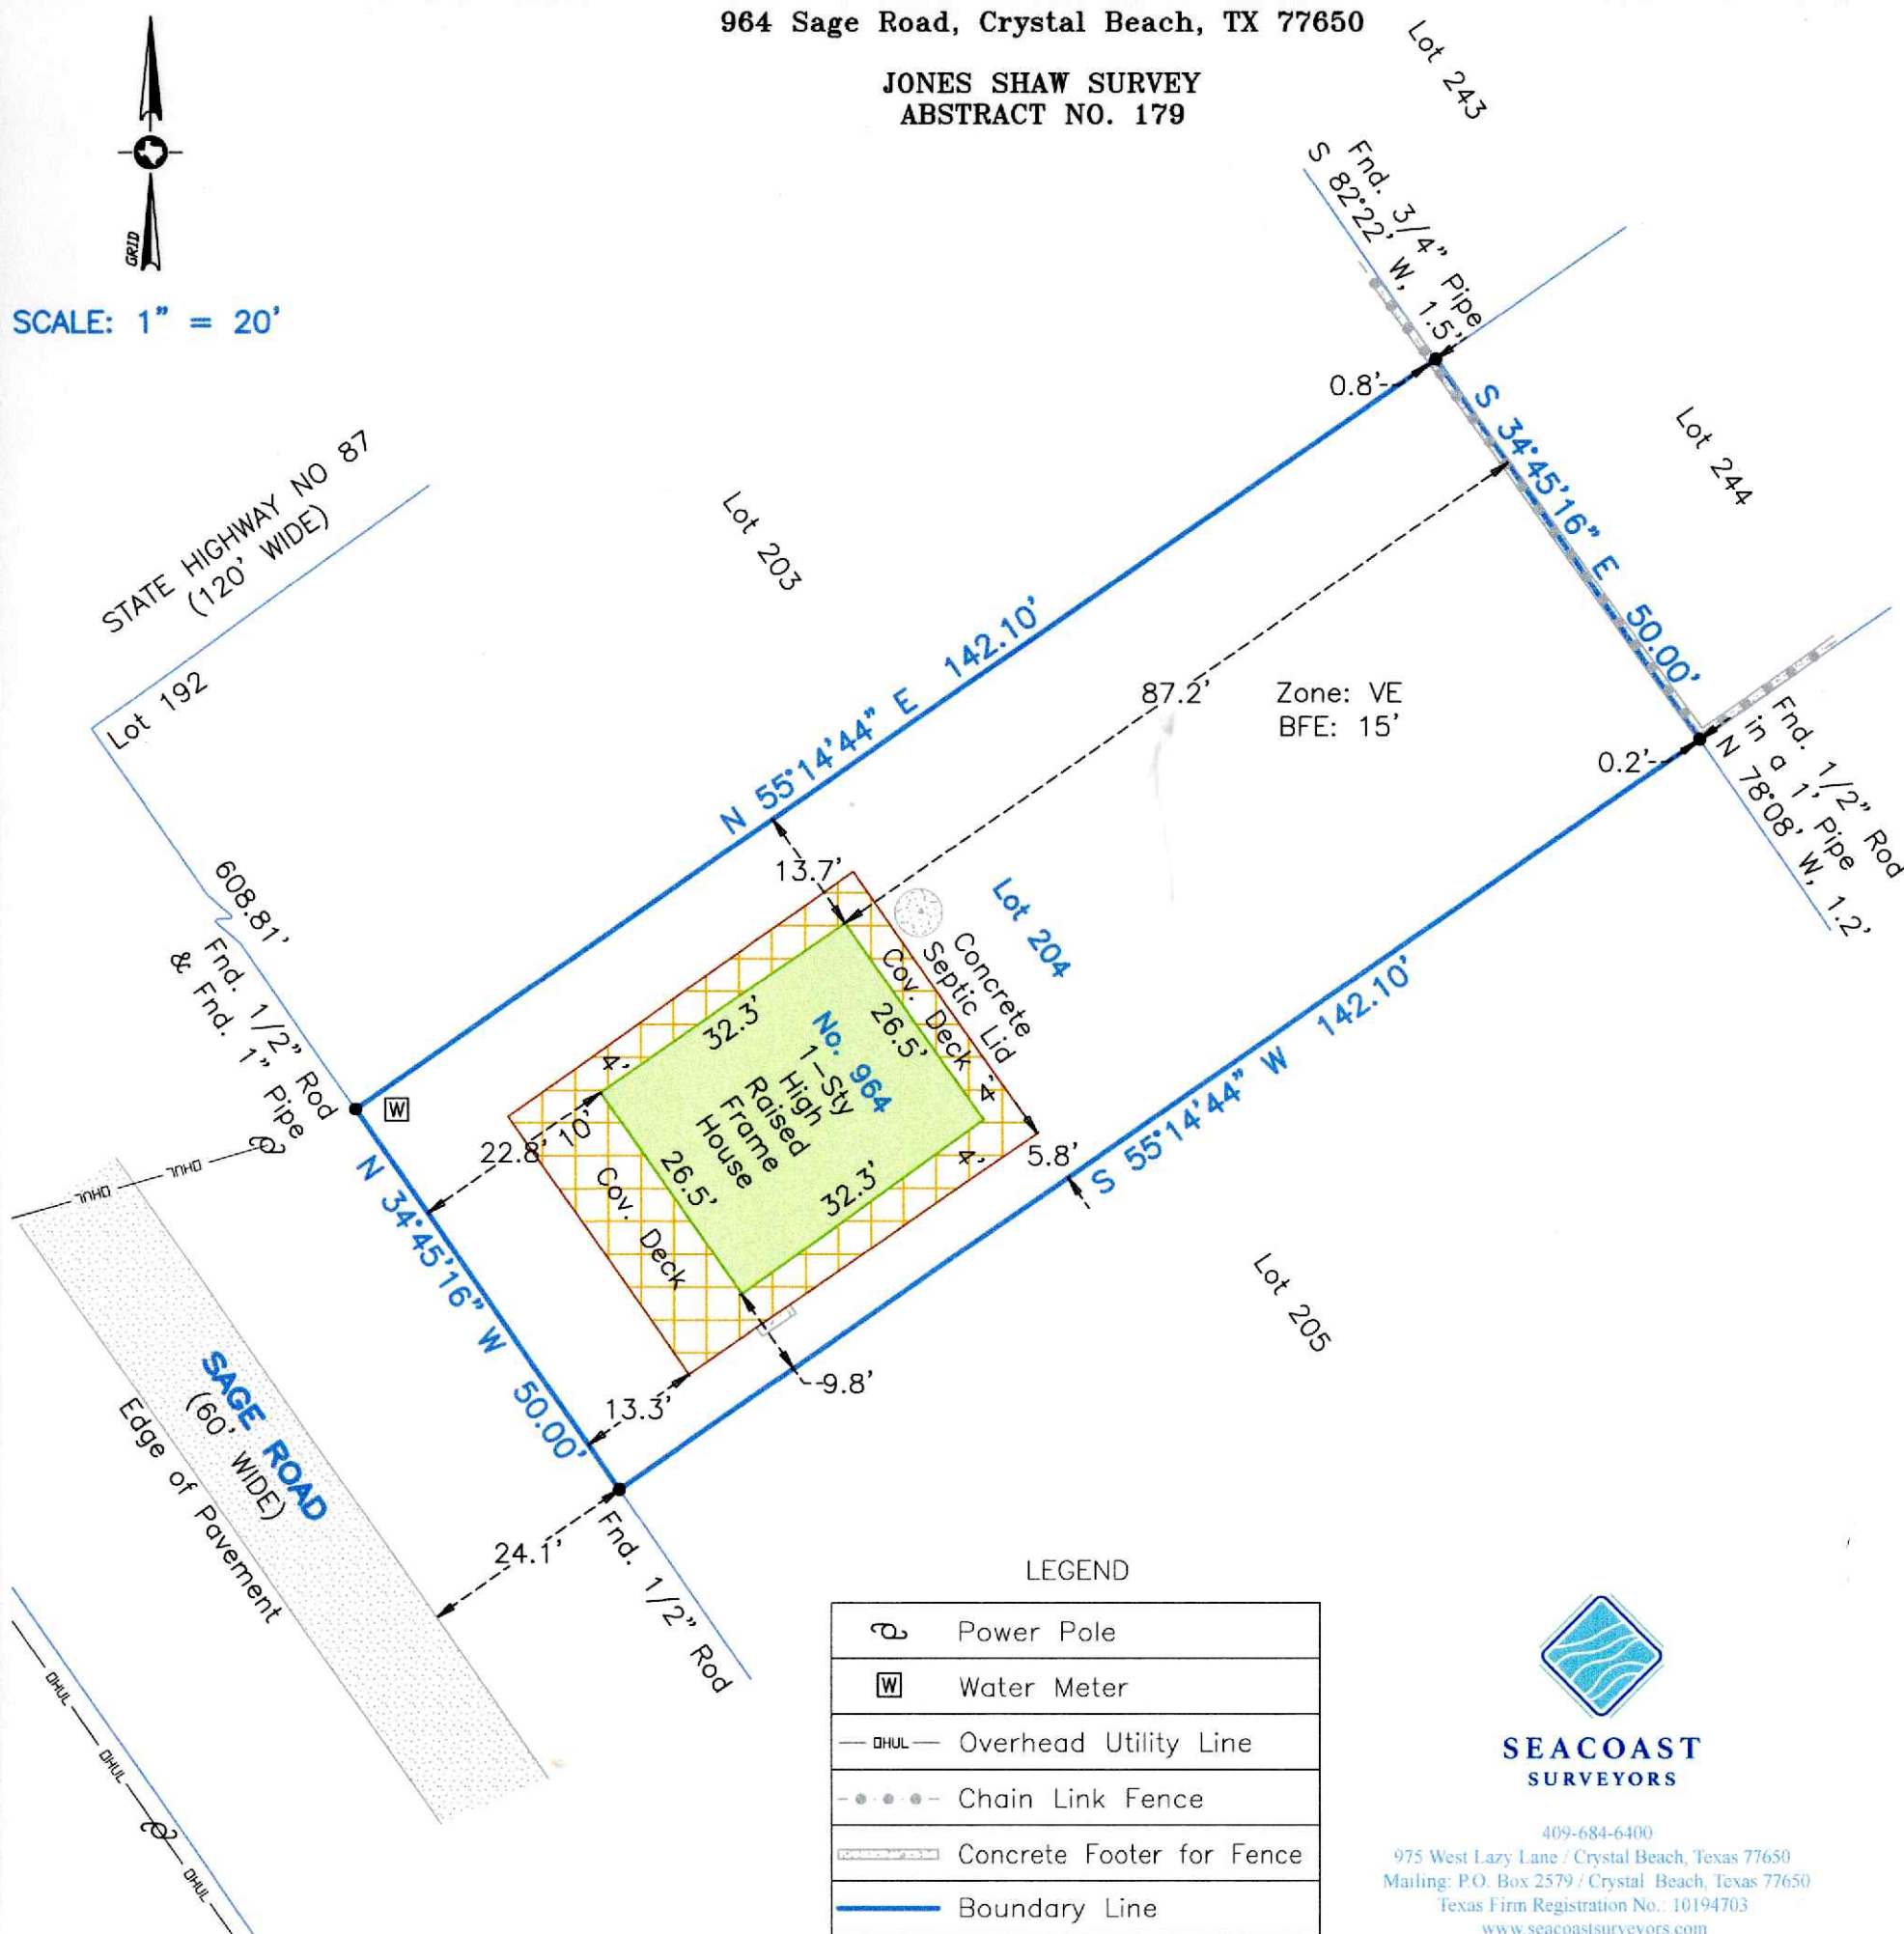 964 Sage Road, Crystal Beach, TX 77650
JONES SHAW SURVEY
ABSTRACT NO. 179
GRID
SCALE: 1" = 20'
Lot 243
Fnd. 3/4" Pipe
S 82°22' W, 1.5'
0.8'
S 34°45'16" E 50.00'
Lot 244
STATE HIGHWAY NO 87
(120' WIDE)
Lot 192
Lot 203
N 55°14'44" E 142.10'
87.2'
Zone: VE
BFE: 15'
0.2'
Fnd. 1/2" Rod
in a 1" Pipe
N 78°08' W, 1.2'
608.81'
Fnd. 1/2" Rod
& Fnd. 1" Pipe
W
OHUL
OHUL
13.7'
Lot 204
Concrete
Septic Lid
Cov. Deck
4'
32.3'
26.5'
4'
No. 964
1-Sty
High
Raised
Frame
House
22.8'
10'
26.5'
32.3'
4'
5.8'
Cov. Deck
S 55°14'44" W 142.10'
N 34°45'16" W 50.00'
13.3'
9.8'
Lot 205
SAGE ROAD
(60' WIDE)
Edge of Pavement
24.1'
Fnd. 1/2" Rod
OHUL
OHUL
OHUL
LEGEND
Power Pole
W Water Meter
OHUL Overhead Utility Line
Chain Link Fence
Concrete Footer for Fence
Boundary Line
SEACOAST
SURVEYORS
409-684-6400
975 West Lazy Lane / Crystal Beach, Texas 77650
Mailing: P.O. Box 2579 / Crystal Beach, Texas 77650
Texas Firm Registration No.: 10194703
www.seacoastsurveyors.com